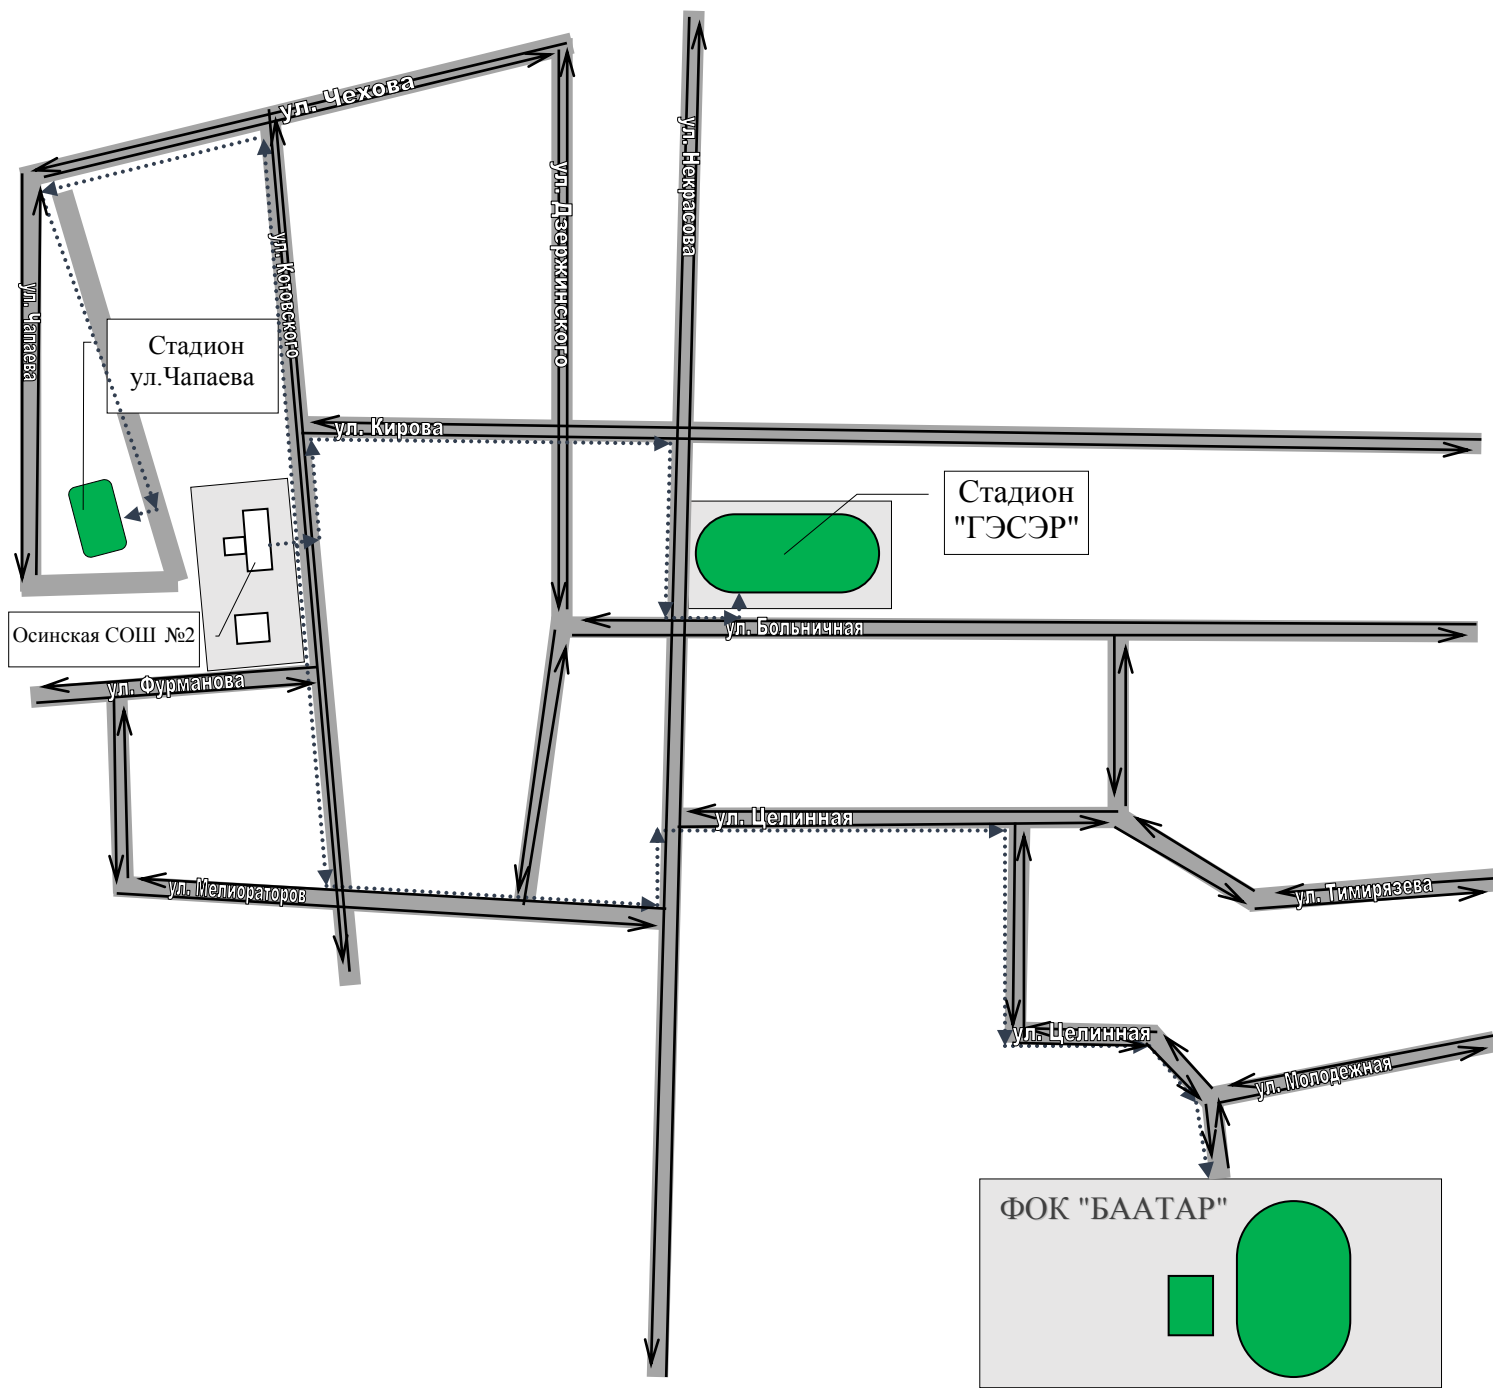 ул. Чехова
ул. Некрасова
ул. Дзержинского
ул. Котовского
ул. Чапаева
Стадион
ул.Чапаева
ул. Кирова
Стадион
"ГЭСЭР"
Осинская СОШ №2
ул. Больничная
ул. Фурманова
ул. Целинная
ул. Мелиораторов
ул. Тимирязева
ул. Целинная
ул. Молодежная
ФОК "БААТАР"